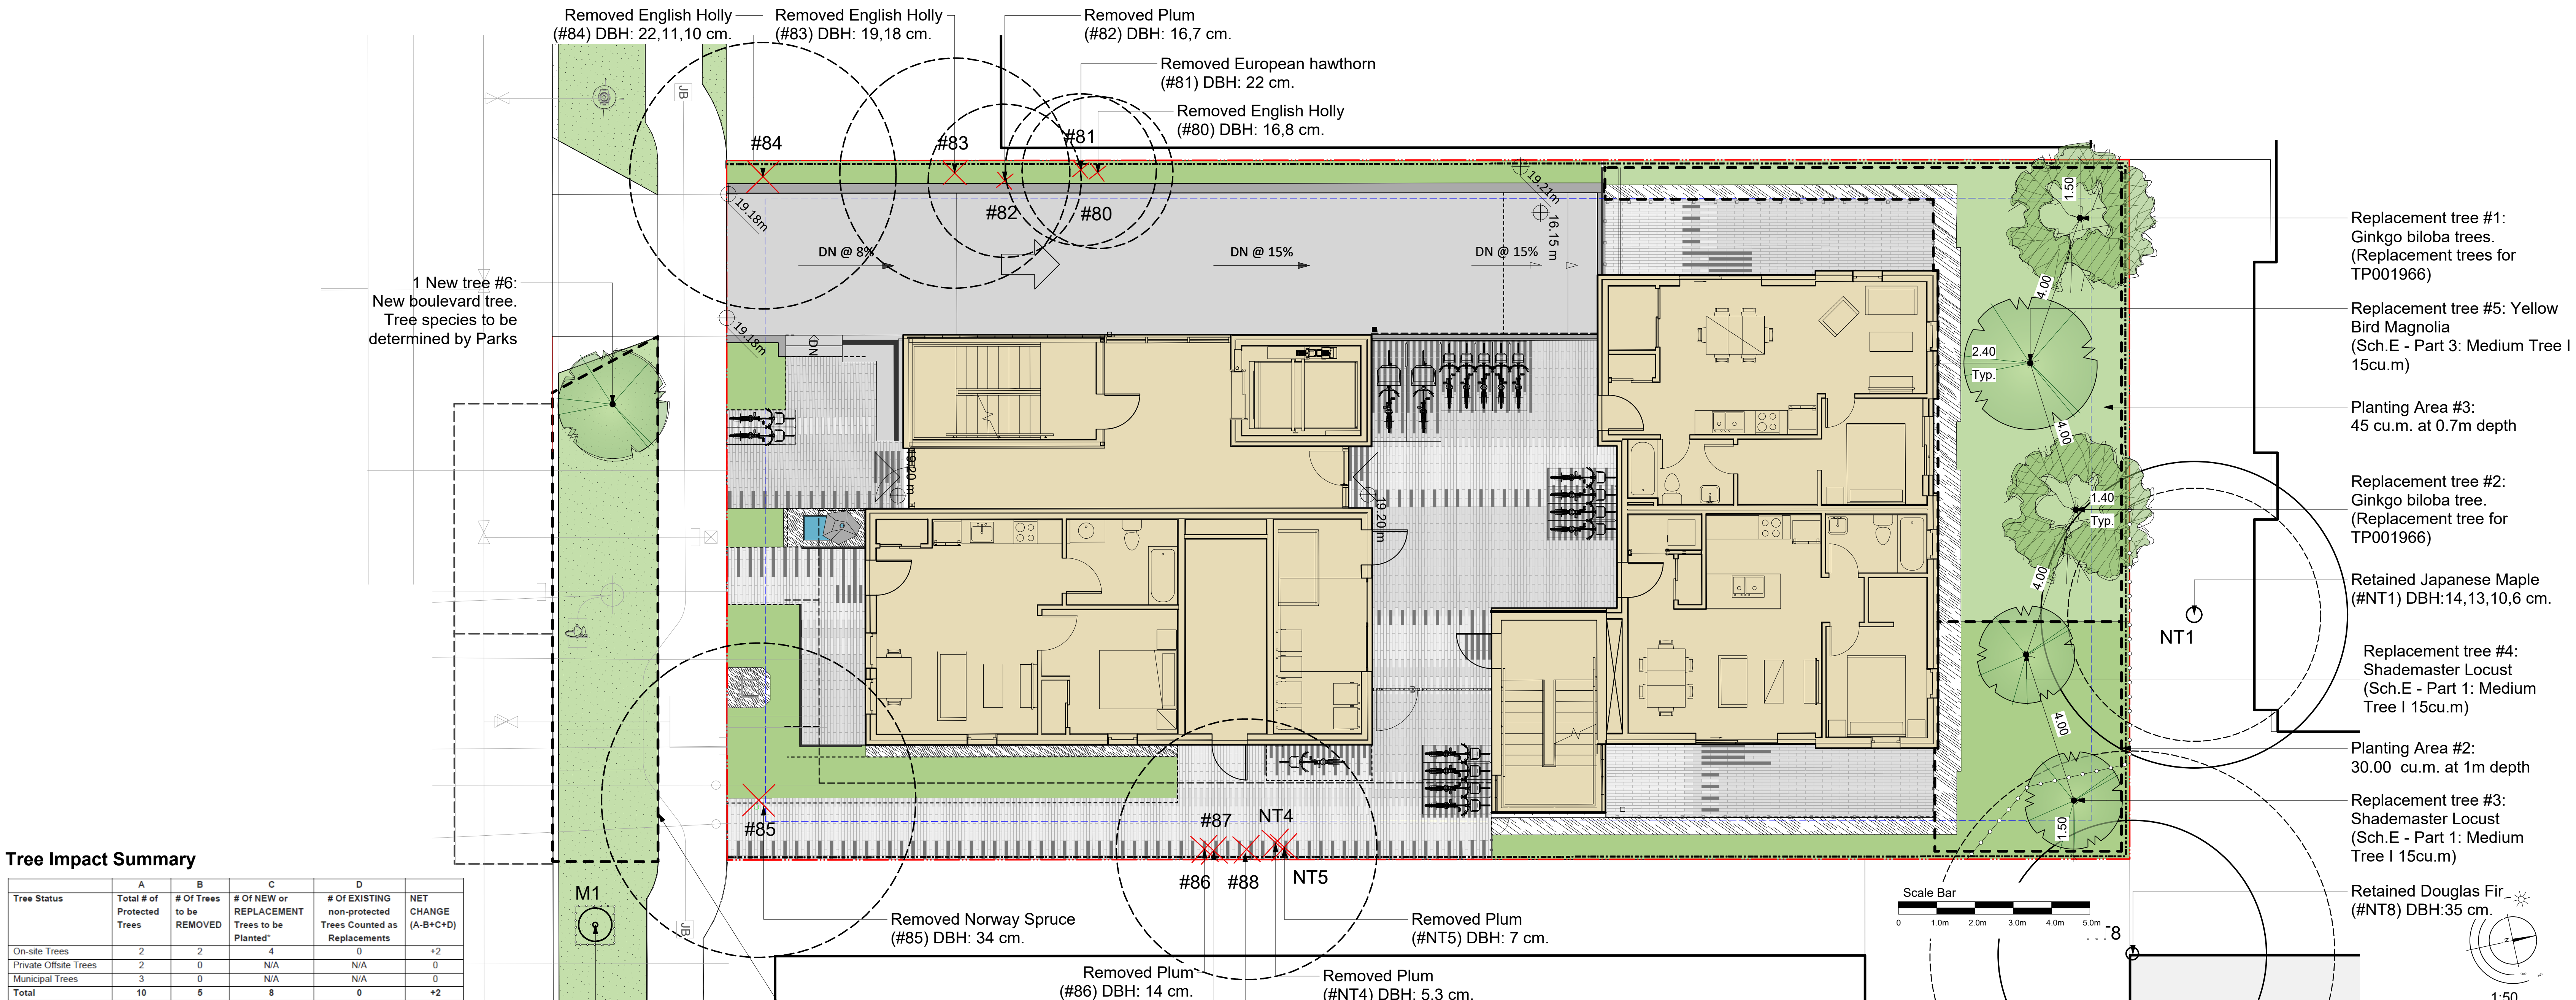 Removed English Holly
(#84) DBH: 22,11,10 cm.
Removed English Holly
(#83) DBH: 19,18 cm.
Removed Plum
(#82) DBH: 16,7 cm.
Removed European hawthorn
(#81) DBH: 22 cm.
Removed English Holly
(#80) DBH: 16,8 cm.
JB
#84
#83
#81
#82
#80
19.18m
19.18m
19.21m
16.15 m
DN @ 8%
DN @ 15%
DN @ 15%
DN
19.20 m
19.20m
1 New tree #6:
New boulevard tree.
Tree species to be
determined by Parks
1.50
4.00
2.40
Typ.
4.00
1.40
Typ.
4.00
4.00
1.50
Replacement tree #1:
Ginkgo biloba trees.
(Replacement trees for
TP001966)
Replacement tree #5: Yellow
Bird Magnolia
(Sch.E - Part 3: Medium Tree I
15cu.m)
Planting Area #3:
45 cu.m. at 0.7m depth
Replacement tree #2:
Ginkgo biloba tree.
(Replacement tree for
TP001966)
Retained Japanese Maple
(#NT1) DBH:14,13,10,6 cm.
NT1
Replacement tree #4:
Shademaster Locust
(Sch.E - Part 1: Medium
Tree I 15cu.m)
Planting Area #2:
30.00 cu.m. at 1m depth
Replacement tree #3:
Shademaster Locust
(Sch.E - Part 1: Medium
Tree I 15cu.m)
Retained Douglas Fir
(#NT8) DBH:35 cm.
#85
#87
NT4
#86
#88
NT5
Removed Norway Spruce
(#85) DBH: 34 cm.
Removed Plum
(#NT5) DBH: 7 cm.
Removed Plum
(#86) DBH: 14 cm.
Removed Plum
(#NT4) DBH: 5,3 cm.
M1
JB
Scale Bar
0 1.0m 2.0m 3.0m 4.0m 5.0m
T8
1:50
Tree Impact Summary
Tree Status
A
Total # of
Protected
Trees
B
# Of Trees
to be
REMOVED
C
# Of NEW or
REPLACEMENT
Trees to be
Planted*
D
# Of EXISTING
non-protected
Trees Counted as
Replacements
NET
CHANGE
(A-B+C+D)
On-site Trees 2 2 4 0 +2
Private Offsite Trees 2 0 N/A N/A 0
Municipal Trees 3 0 N/A N/A 0
Total 10 5 8 0 +2